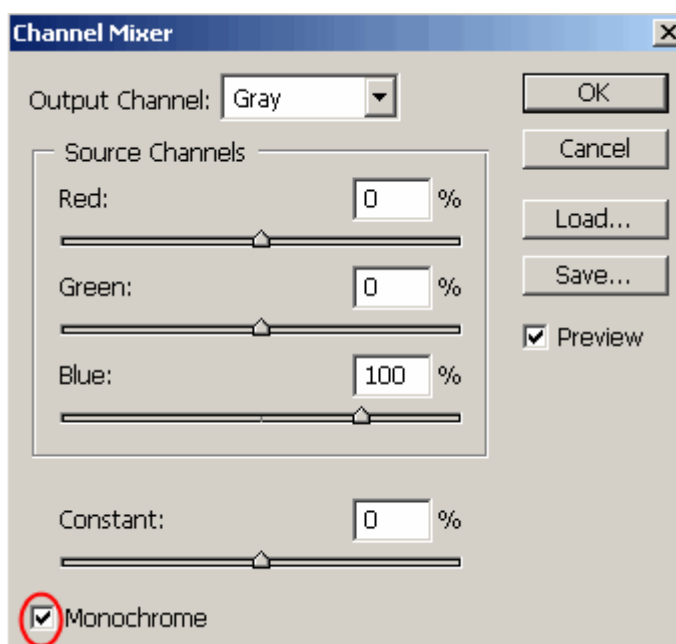 Channel Mixer
Output Channel: Gray
OK
Cancel
Load...
Save...
Preview
Source Channels
Red: 0 %
Green: 0 %
Blue: 100 %
Constant: 0 %
Monochrome